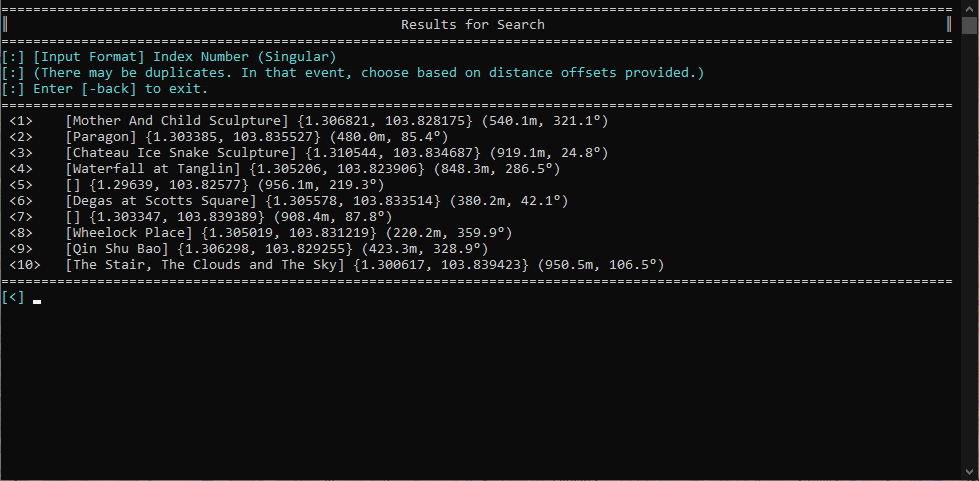 Results for Search
[:] [Input Format] Index Number (Singular)
[:] (There may be duplicates. In that event, choose based on distance offsets provided.)
[:] Enter [-back] to exit.
<1> [Mother And Child Sculpture] {1.306821, 103.828175} (540.1m, 321.1°)
<2> [Paragon] {1.303385, 103.835527} (480.0m, 85.4°)
<3> [Chateau Ice Snake Sculpture] {1.310544, 103.834687} (919.1m, 24.8°)
<4> [Waterfall at Tanglin] {1.305206, 103.823906} (848.3m, 286.5°)
<5> [] {1.29639, 103.82577} (956.1m, 219.3°)
<6> [Degas at Scotts Square] {1.305578, 103.833514} (380.2m, 42.1°)
<7> [] {1.303347, 103.839389} (908.4m, 87.8°)
<8> [Wheelock Place] {1.305019, 103.831219} (220.2m, 359.9°)
<9> [Qin Shu Bao] {1.306298, 103.829255} (423.3m, 328.9°)
<10> [The Stair, The Clouds and The Sky] {1.300617, 103.839423} (950.5m, 106.5°)
[<]